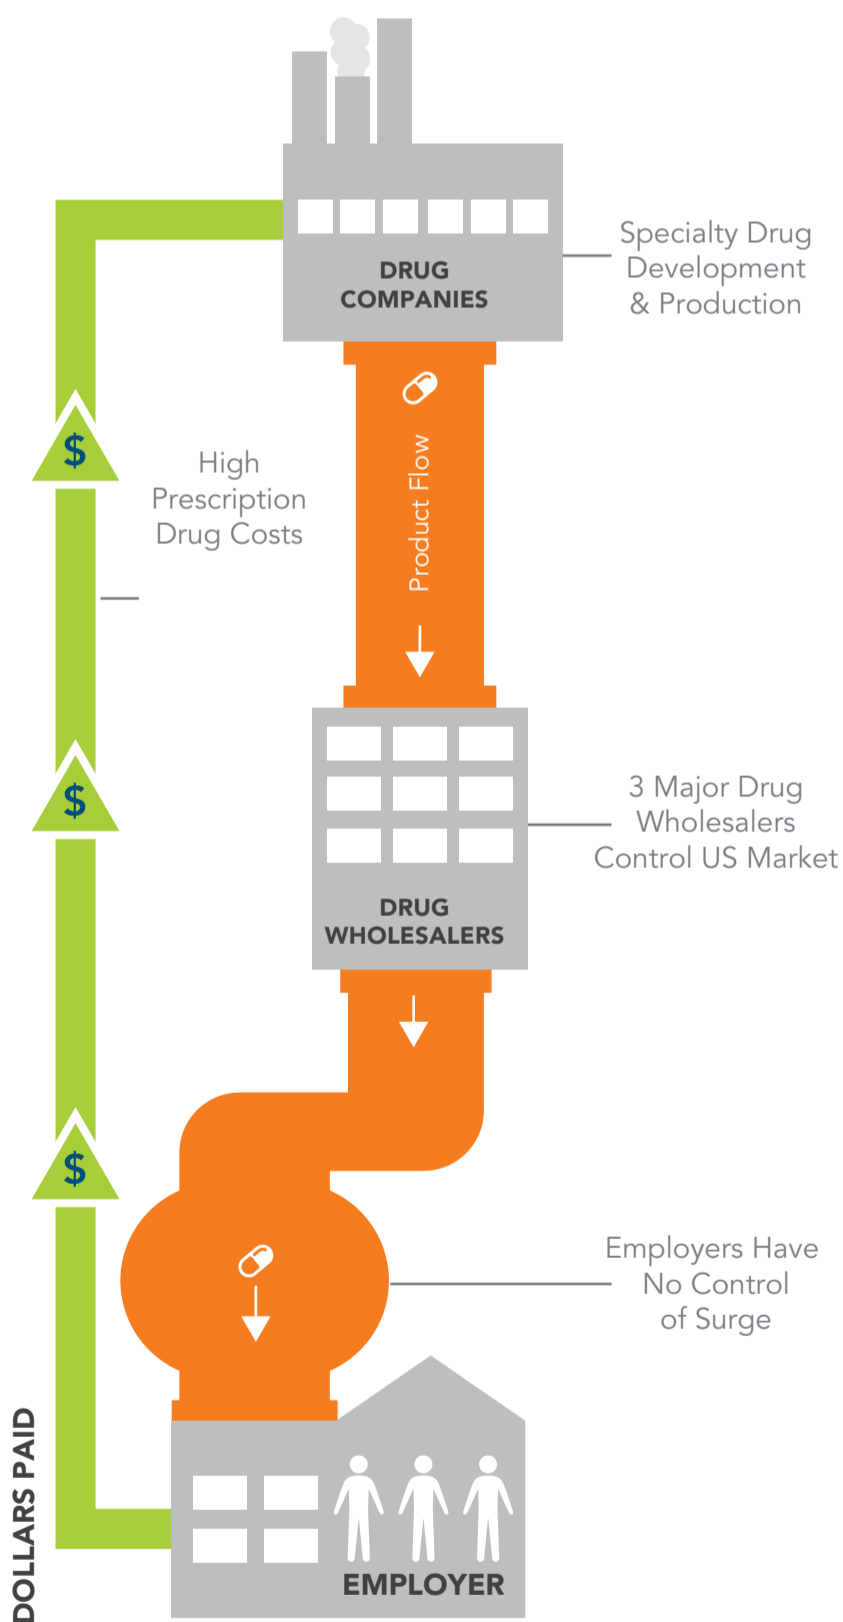 DRUG
COMPANIES
Specialty Drug
Development
& Production
$
High
Prescription
Drug Costs
Product Flow
$
3 Major Drug
Wholesalers
Control US Market
DRUG
WHOLESALERS
$
Employers Have
No Control
of Surge
DOLLARS PAID
EMPLOYER